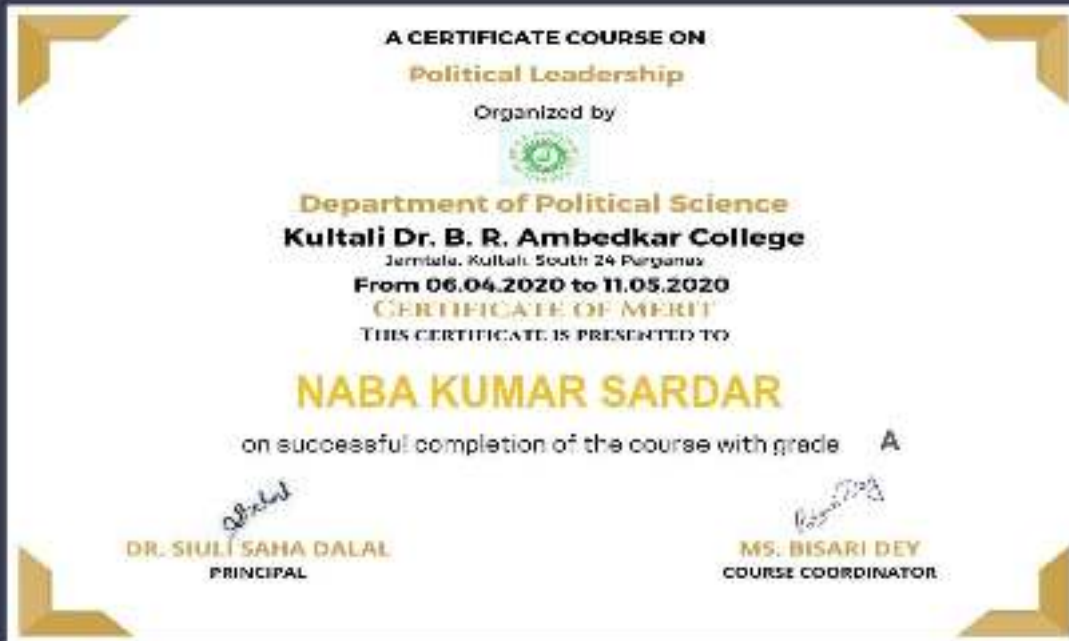 A CERTIFICATE COURSE ON
Political Leadership
Organized by
Department of Political Science
Kultali Dr. B. R. Ambedkar College
Jamtala, Kultali, South 24 Parganas
From 06.04.2020 to 11.05.2020
CERTIFICATE OF MERIT
THIS CERTIFICATE IS PRESENTED TO
NABA KUMAR SARDAR
on successful completion of the course with grade A
DR. SIULI SAHA DALAL
PRINCIPAL
MS. BISARI DEY
COURSE COORDINATOR